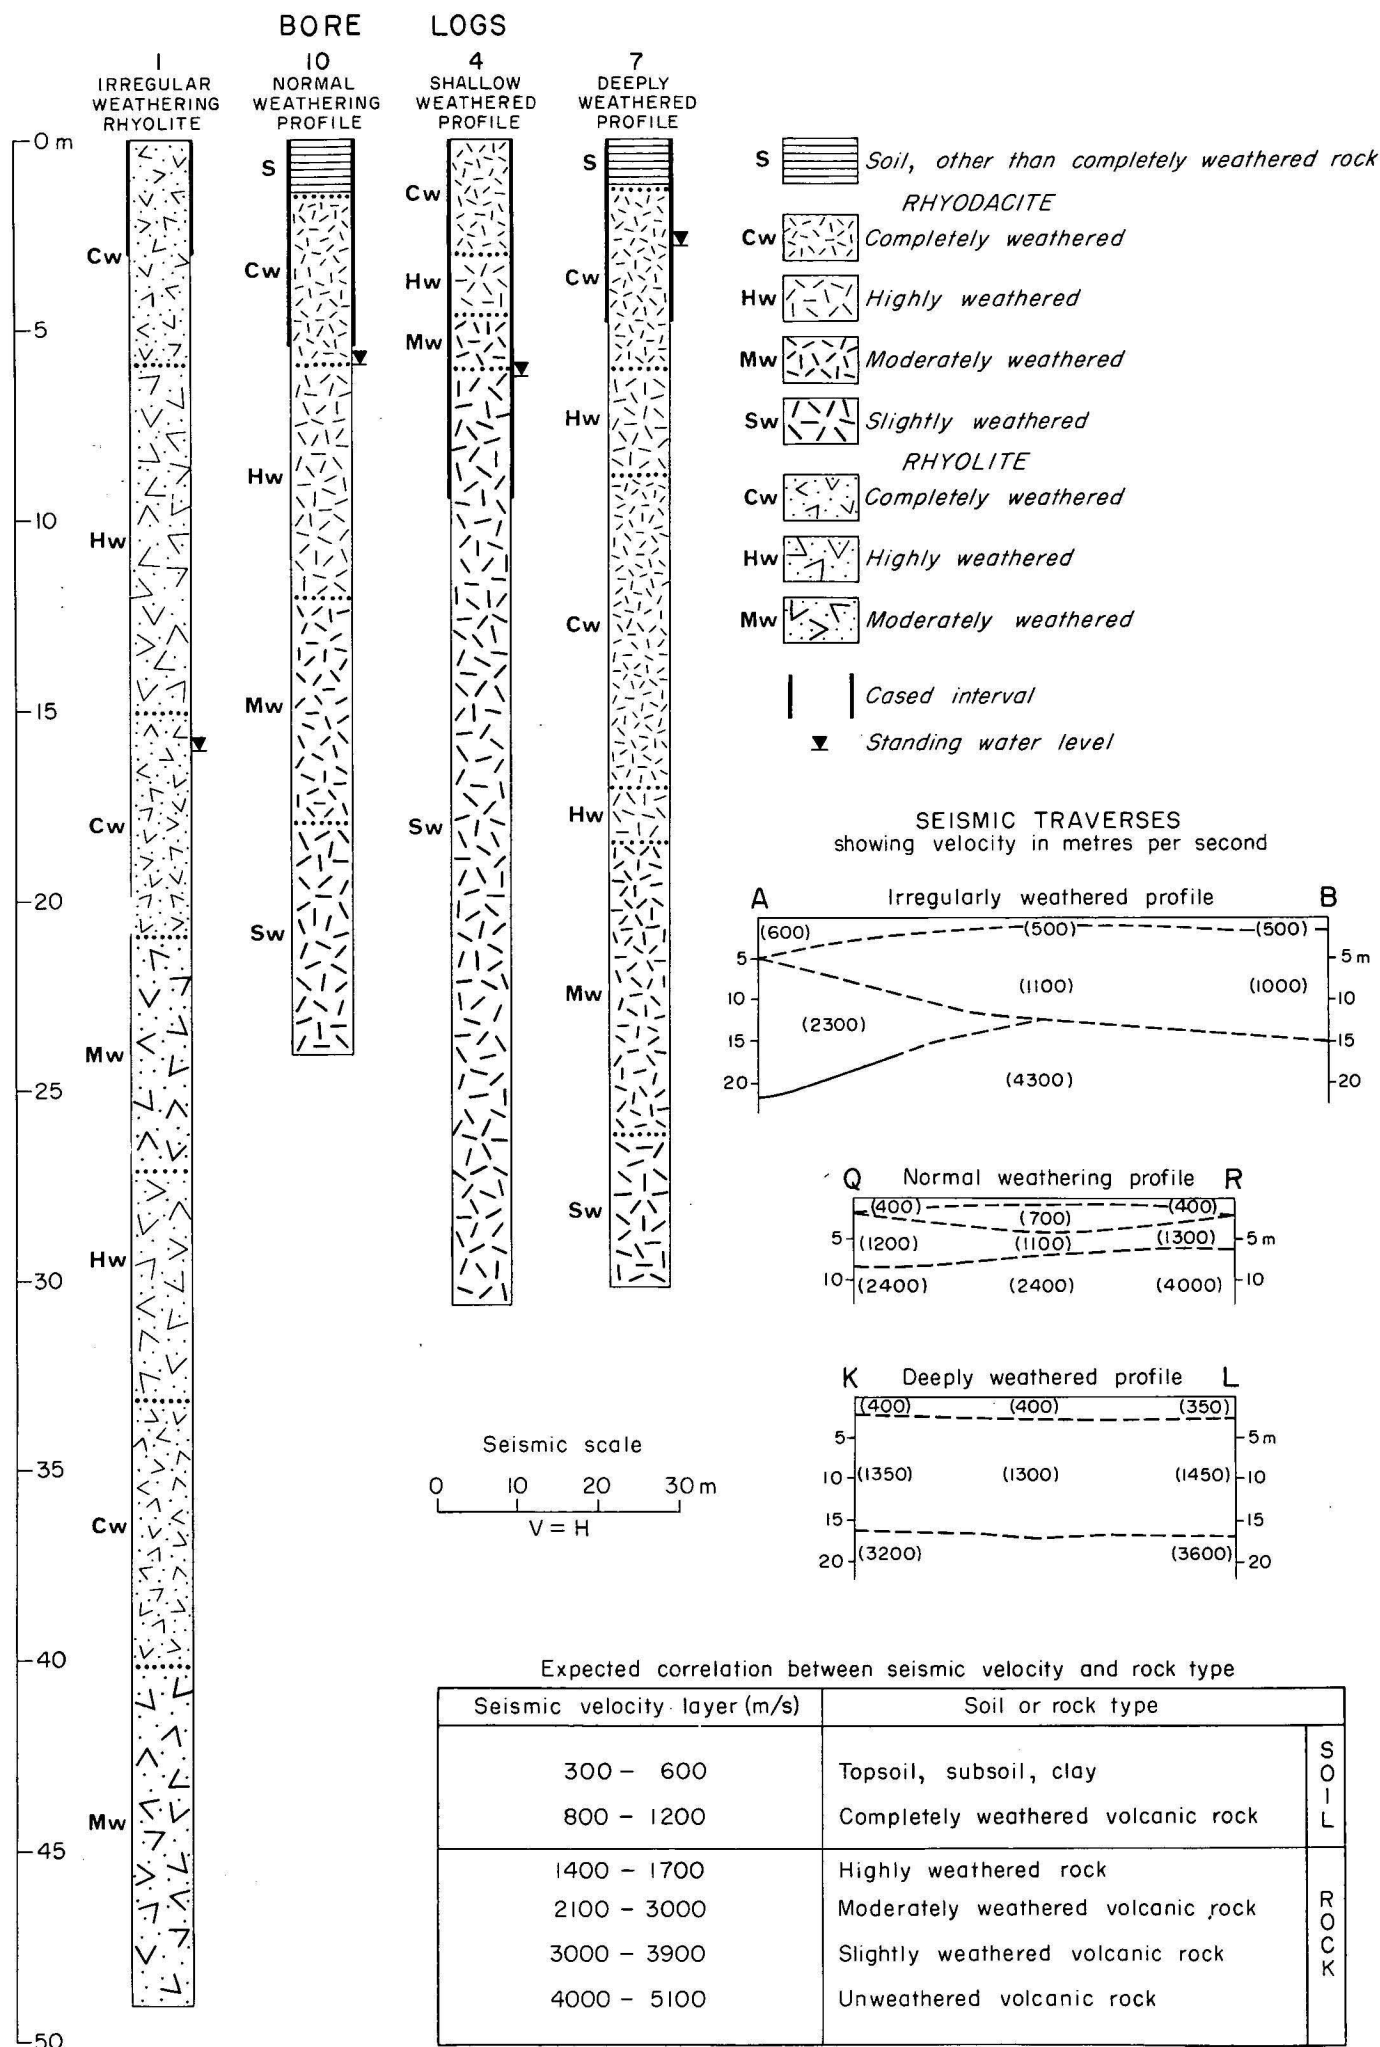 BORE LOGS
1
IRREGULAR
WEATHERING
RHYOLITE
10
NORMAL
WEATHERING
PROFILE
4
SHALLOW
WEATHERED
PROFILE
7
DEEPLY
WEATHERED
PROFILE
0 m
5
10
15
20
25
30
35
40
45
50
Cw
Hw
Cw
Mw
Hw
Cw
Mw
S
Cw
Hw
Mw
Sw
Cw
Hw
Mw
Sw
S
Cw
Hw
Cw
Hw
Mw
Sw
S Soil, other than completely weathered rock
RHYODACITE
Cw Completely weathered
Hw Highly weathered
Mw Moderately weathered
Sw Slightly weathered
RHYOLITE
Cw Completely weathered
Hw Highly weathered
Mw Moderately weathered
Cased interval
Standing water level
SEISMIC TRAVERSES
showing velocity in metres per second
A Irregularly weathered profile B
(600) (500) (500)
5 5 m
10 (1100) (1000) 10
(2300)
15 15
20 (4300) 20
Q Normal weathering profile R
(400) (400)
(700)
5 (1200) (1100) (1300) 5 m
10 (2400) (2400) (4000) 10
K Deeply weathered profile L
(400) (400) (350)
5 5 m
10 (1350) (1300) (1450) 10
15 15
20 (3200) (3600) 20
Seismic scale
0 10 20 30 m
V = H
Expected correlation between seismic velocity and rock type
Seismic velocity layer (m/s) Soil or rock type
300 – 600 Topsoil, subsoil, clay
800 – 1200 Completely weathered volcanic rock
SOIL
1400 – 1700 Highly weathered rock
2100 – 3000 Moderately weathered volcanic rock
3000 – 3900 Slightly weathered volcanic rock
4000 – 5100 Unweathered volcanic rock
ROCK